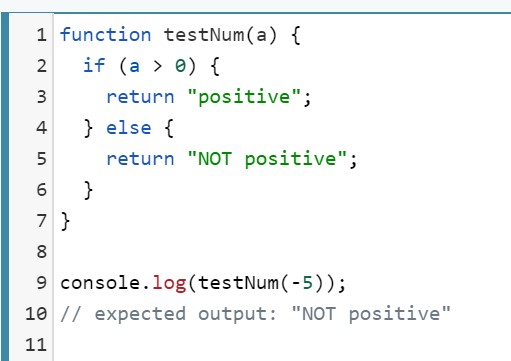 1 function testNum(a) {
2   if (a > 0) {
3     return "positive";
4   } else {
5     return "NOT positive";
6   }
7 }
8
9 console.log(testNum(-5));
10 // expected output: "NOT positive"
11